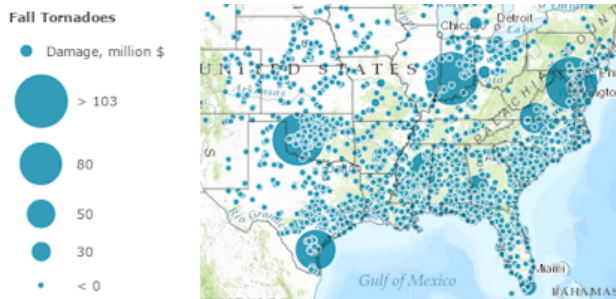 Fall Tornadoes
Damage, million $
> 103
80
50
30
< 0
Chicago
Detroit
UNITED STATES
Arkansas
Rio Grande
Gulf of Mexico
Miami
BAHAMAS